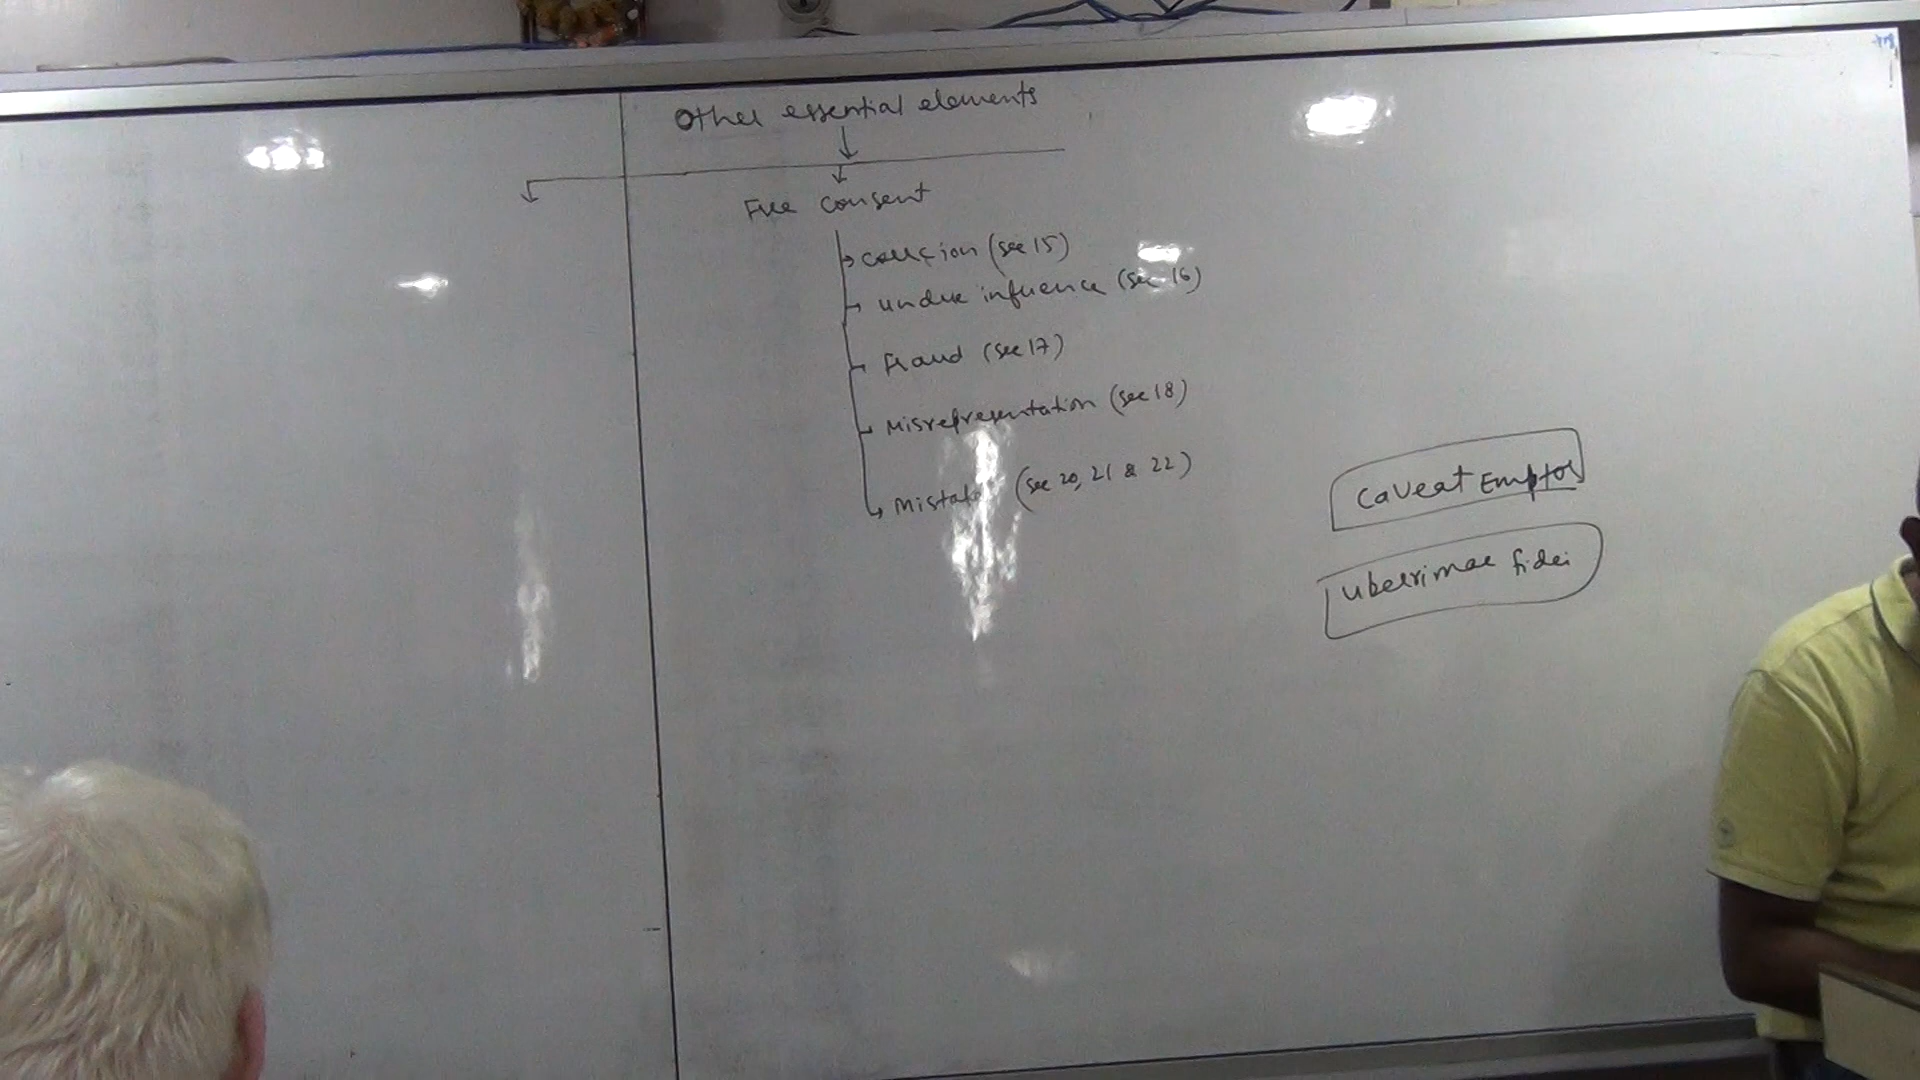 Other essential elements
Free consent
coercion (sec 15)
undue influence (sec 16)
fraud (sec 17)
Misrepresentation (sec 18)
Mistake (sec 20, 21 & 22)
Caveat Emptor
uberrimae fidei